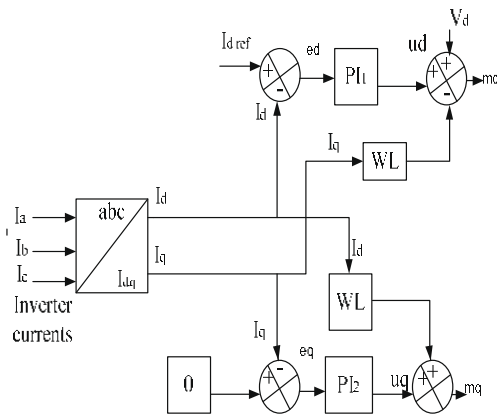 Vd
Id ref
ed
ud
+
+
+
-
PI1
-
md
Id
Iq
WL
abc
Id
Ia
Ib
Iq
Id
Ic
Idq
Inverter
currents
WL
Iq
-
+
eq
+
+
0
PI2
uq
mq